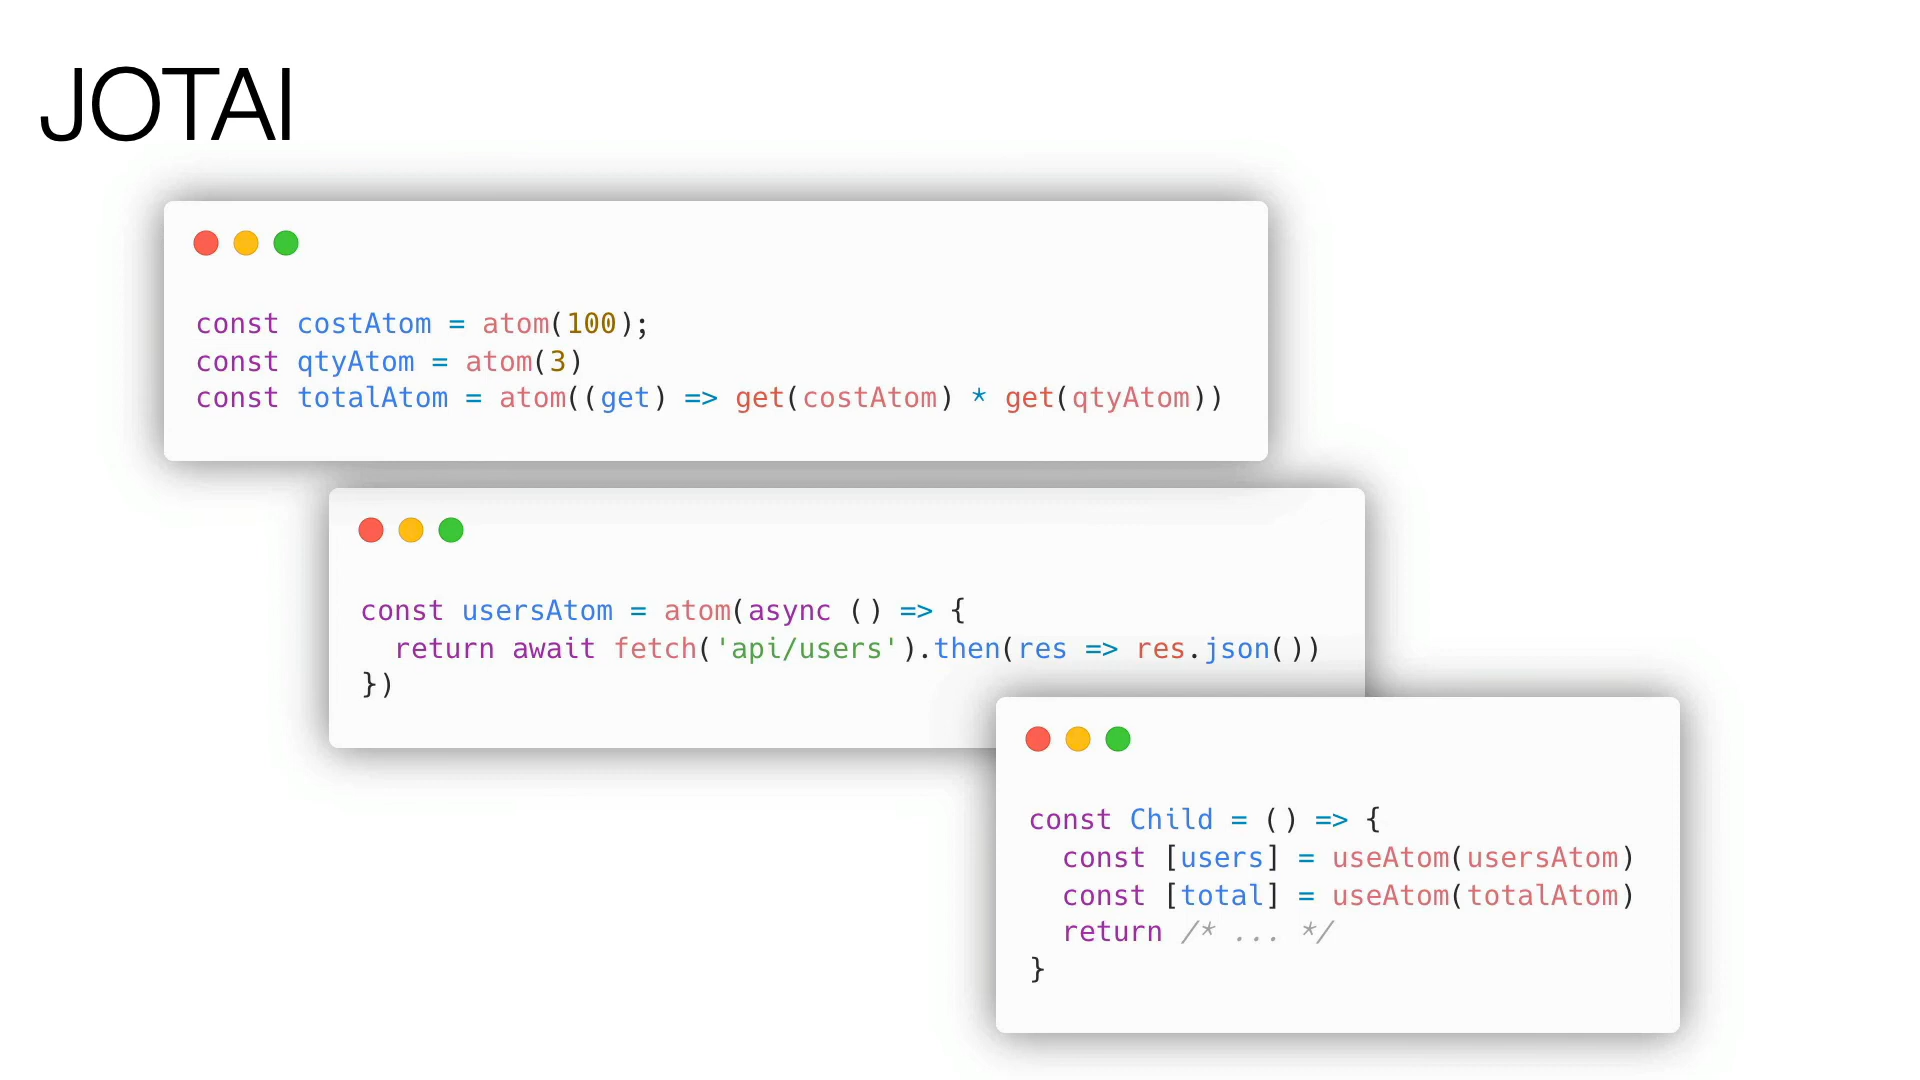 JOTAI
const costAtom = atom(100);
const qtyAtom = atom(3)
const totalAtom = atom((get) => get(costAtom) * get(qtyAtom))
const usersAtom = atom(async () => {
  return await fetch('api/users').then(res => res.json())
})
const Child = () => {
  const [users] = useAtom(usersAtom)
  const [total] = useAtom(totalAtom)
  return /* ... */
}